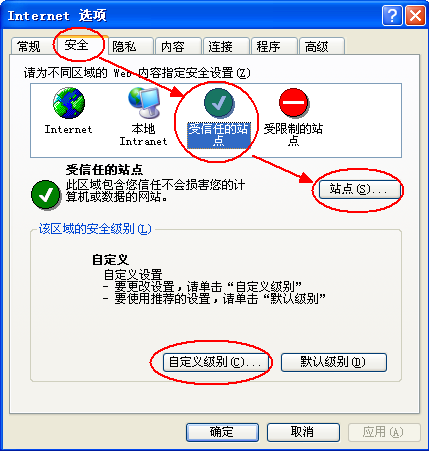 Internet 选项
常规 安全 隐私 内容 连接 程序 高级
请为不同区域的 Web 内容指定安全设置(Z)
Internet
本地
Intranet
受信任的站
点
受限制的站
点
受信任的站点
此区域包含您信任不会损害您的计
算机或数据的网站。
站点(S)...
该区域的安全级别(L)
自定义
自定义设置
- 要更改设置，请单击“自定义级别”
- 要使用推荐的设置，请单击“默认级别”
自定义级别(C)... 默认级别(D)
确定 取消 应用(A)